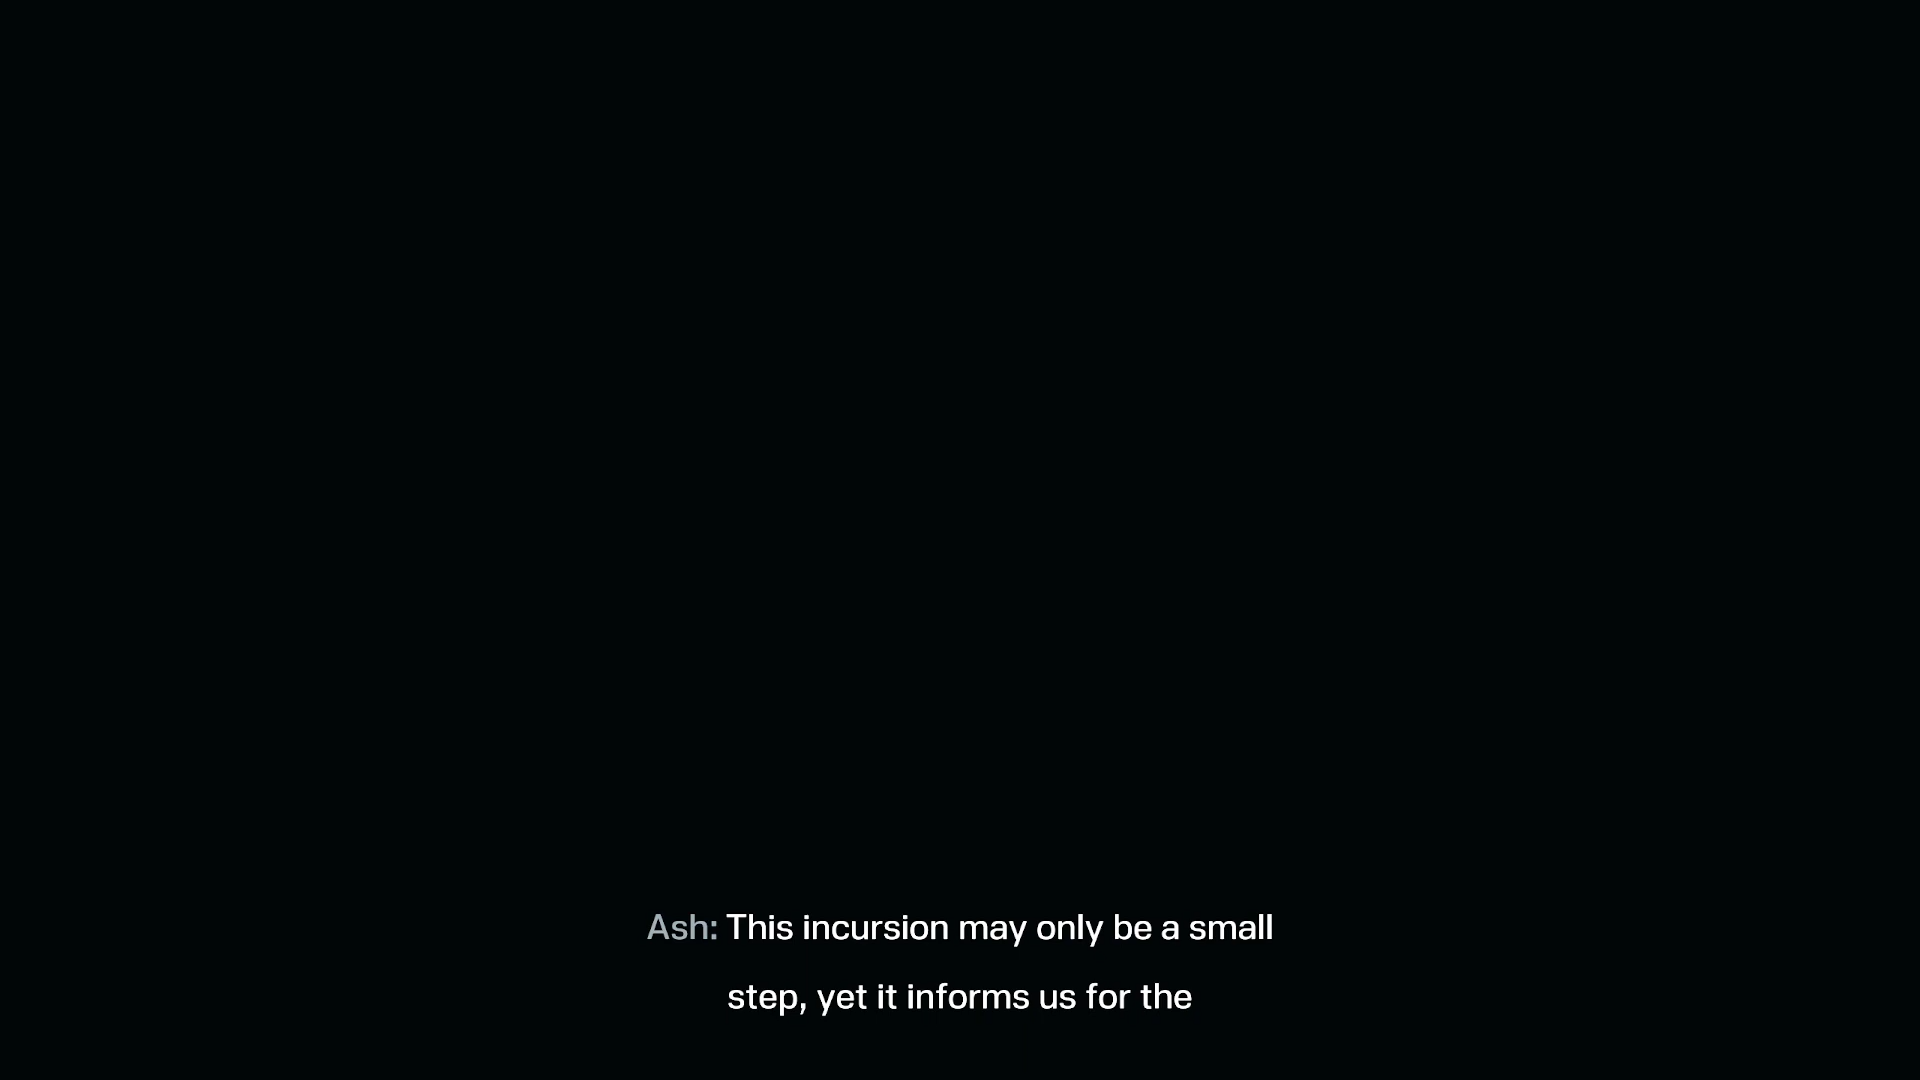 Ash: This incursion may only be a small
step, yet it informs us for the